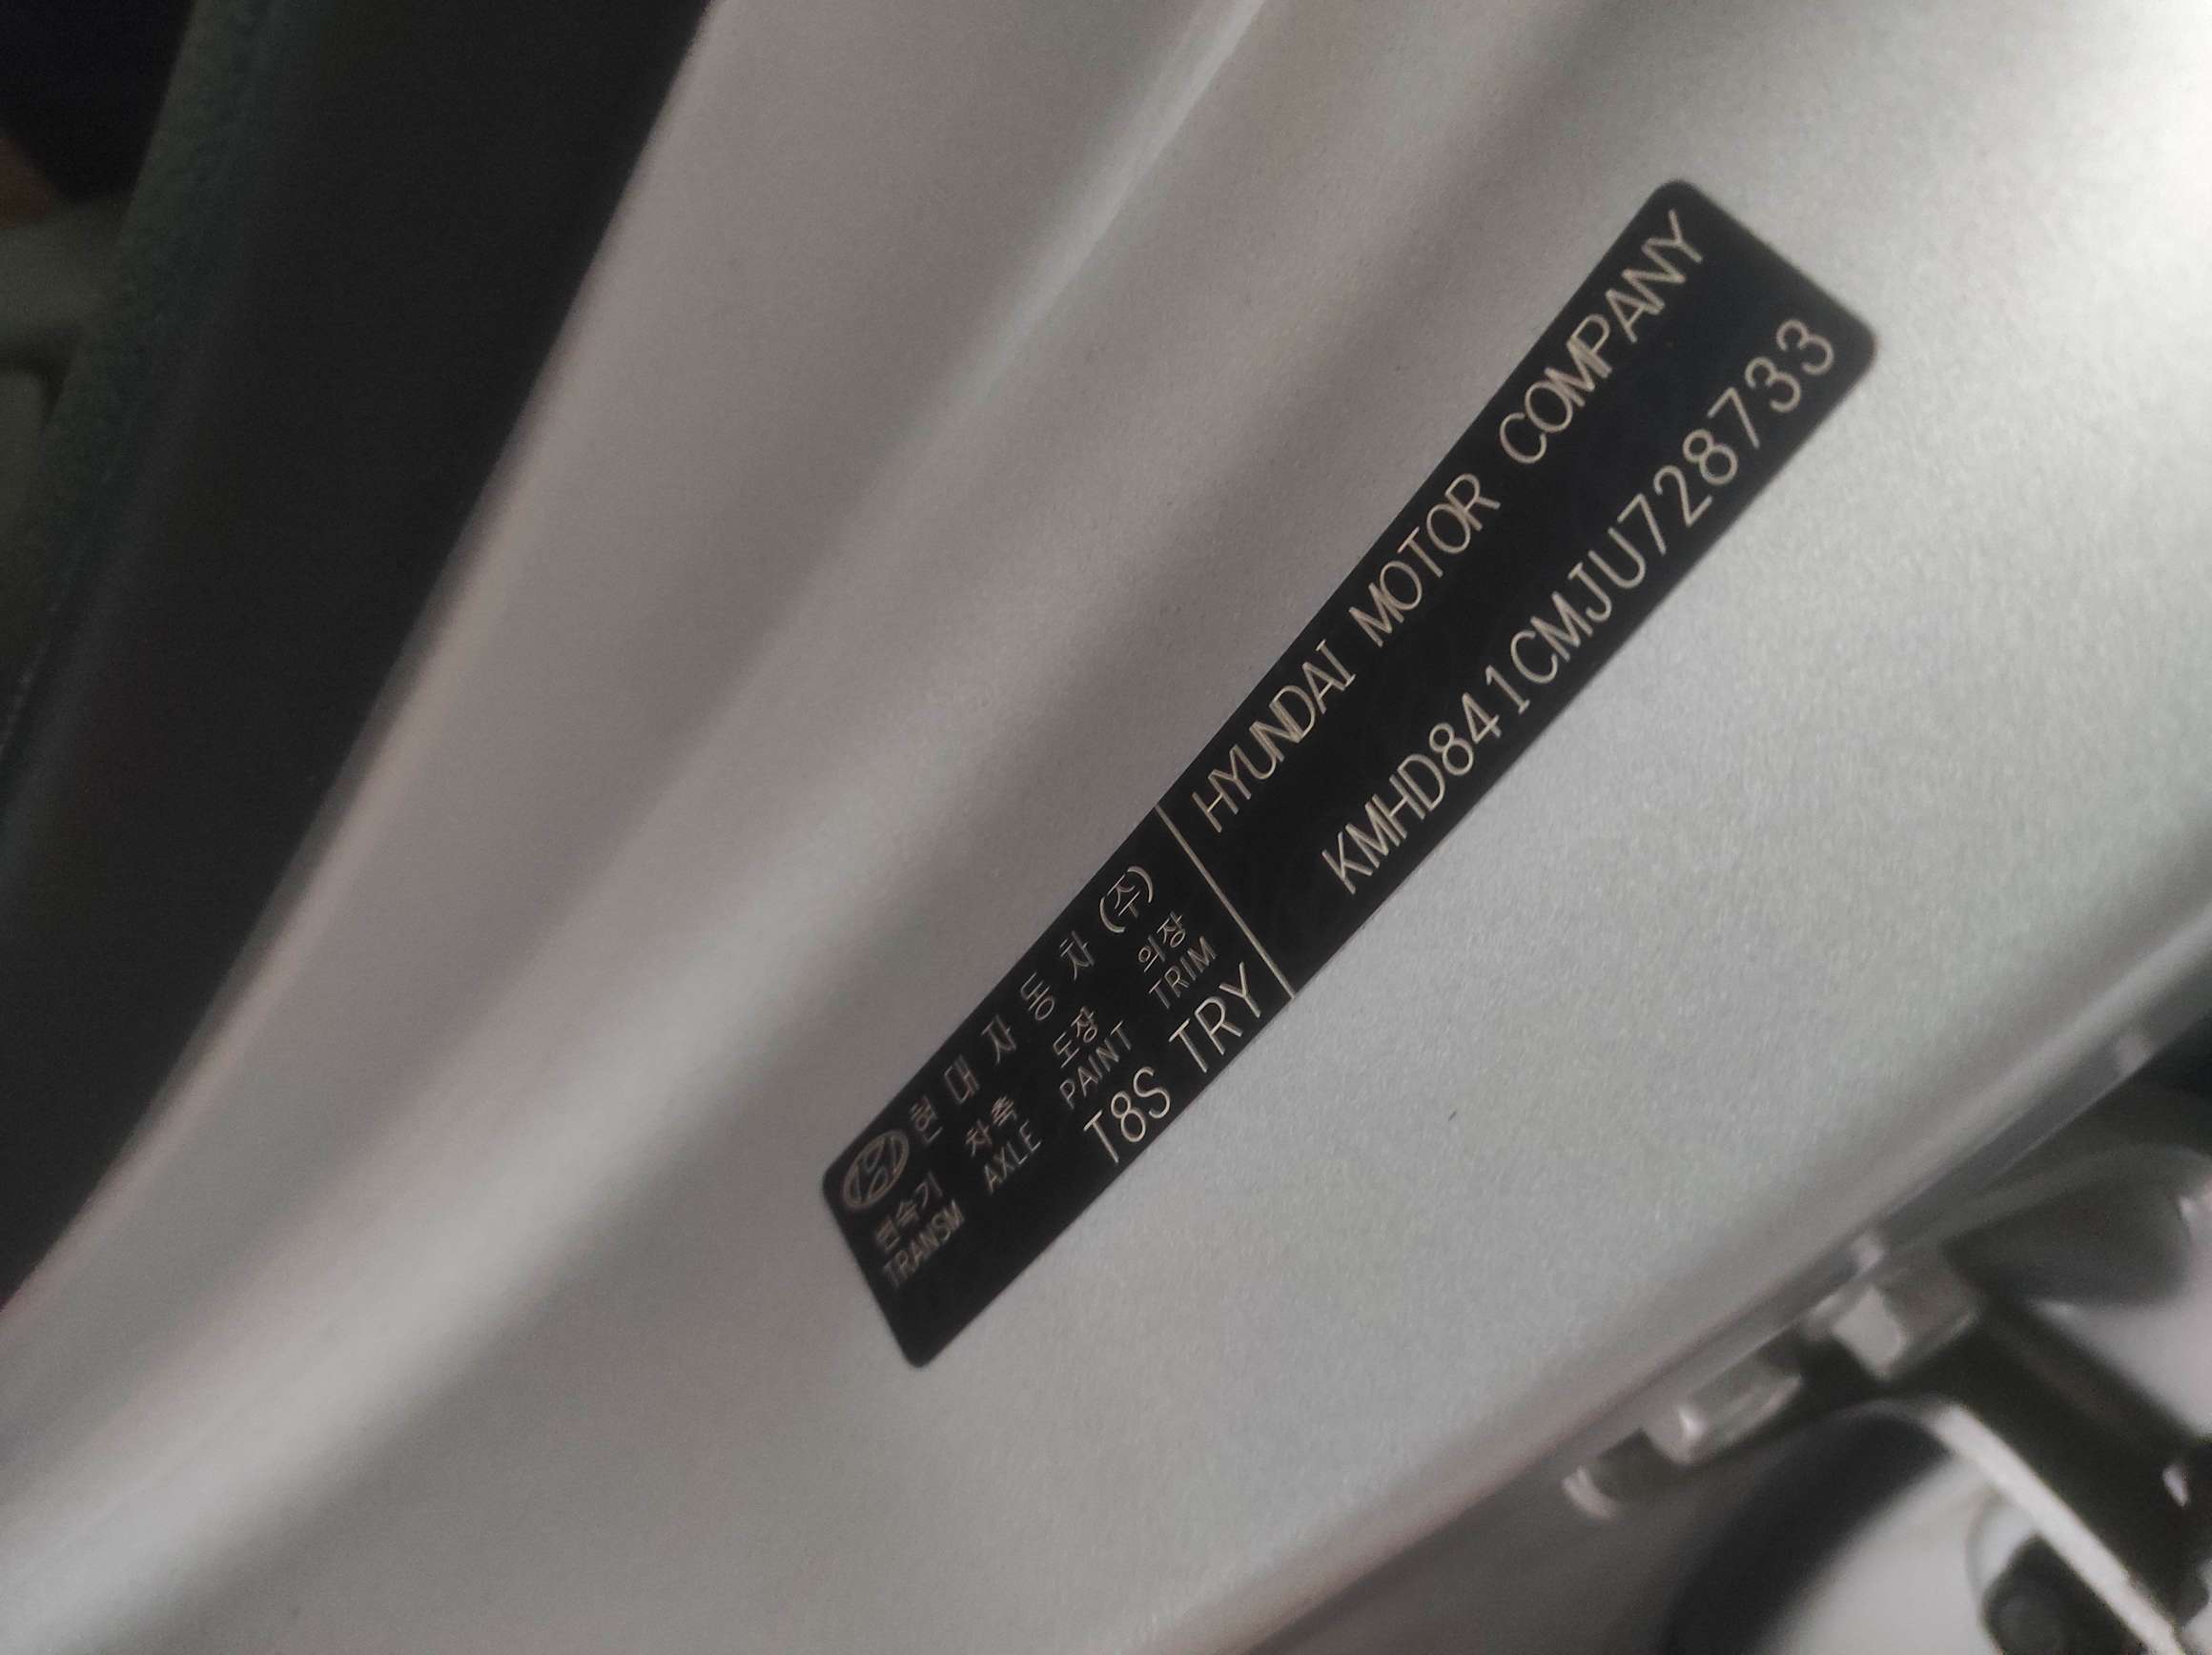 현대자동차(주)
변속기 차축 도장 의장
TRANSM AXLE PAINT TRIM
T8S TRY
HYUNDAI MOTOR COMPANY
KMHD841CMJU728733